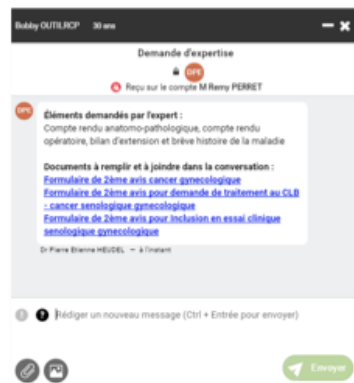 Bobby OUTILRCP 30 ans
Demande d'expertise
DPE
Reçu sur le compte M Remy PERRET
DPE
Éléments demandés par l'expert :
Compte rendu anatomo-pathologique, compte rendu
opératoire, bilan d'extension et brève histoire de la maladie
Documents à remplir et à joindre dans la conversation :
Formulaire de 2ème avis cancer gynecologique
Formulaire de 2ème avis pour demande de traitement au CLB
- cancer senologique gynecologique
Formulaire de 2ème avis pour Inclusion en essai clinique
senologique gynecologique
Dr Pierre Etienne HEUDEL — à l'instant
Rédiger un nouveau message (Ctrl + Entrée pour envoyer)
Envoyer